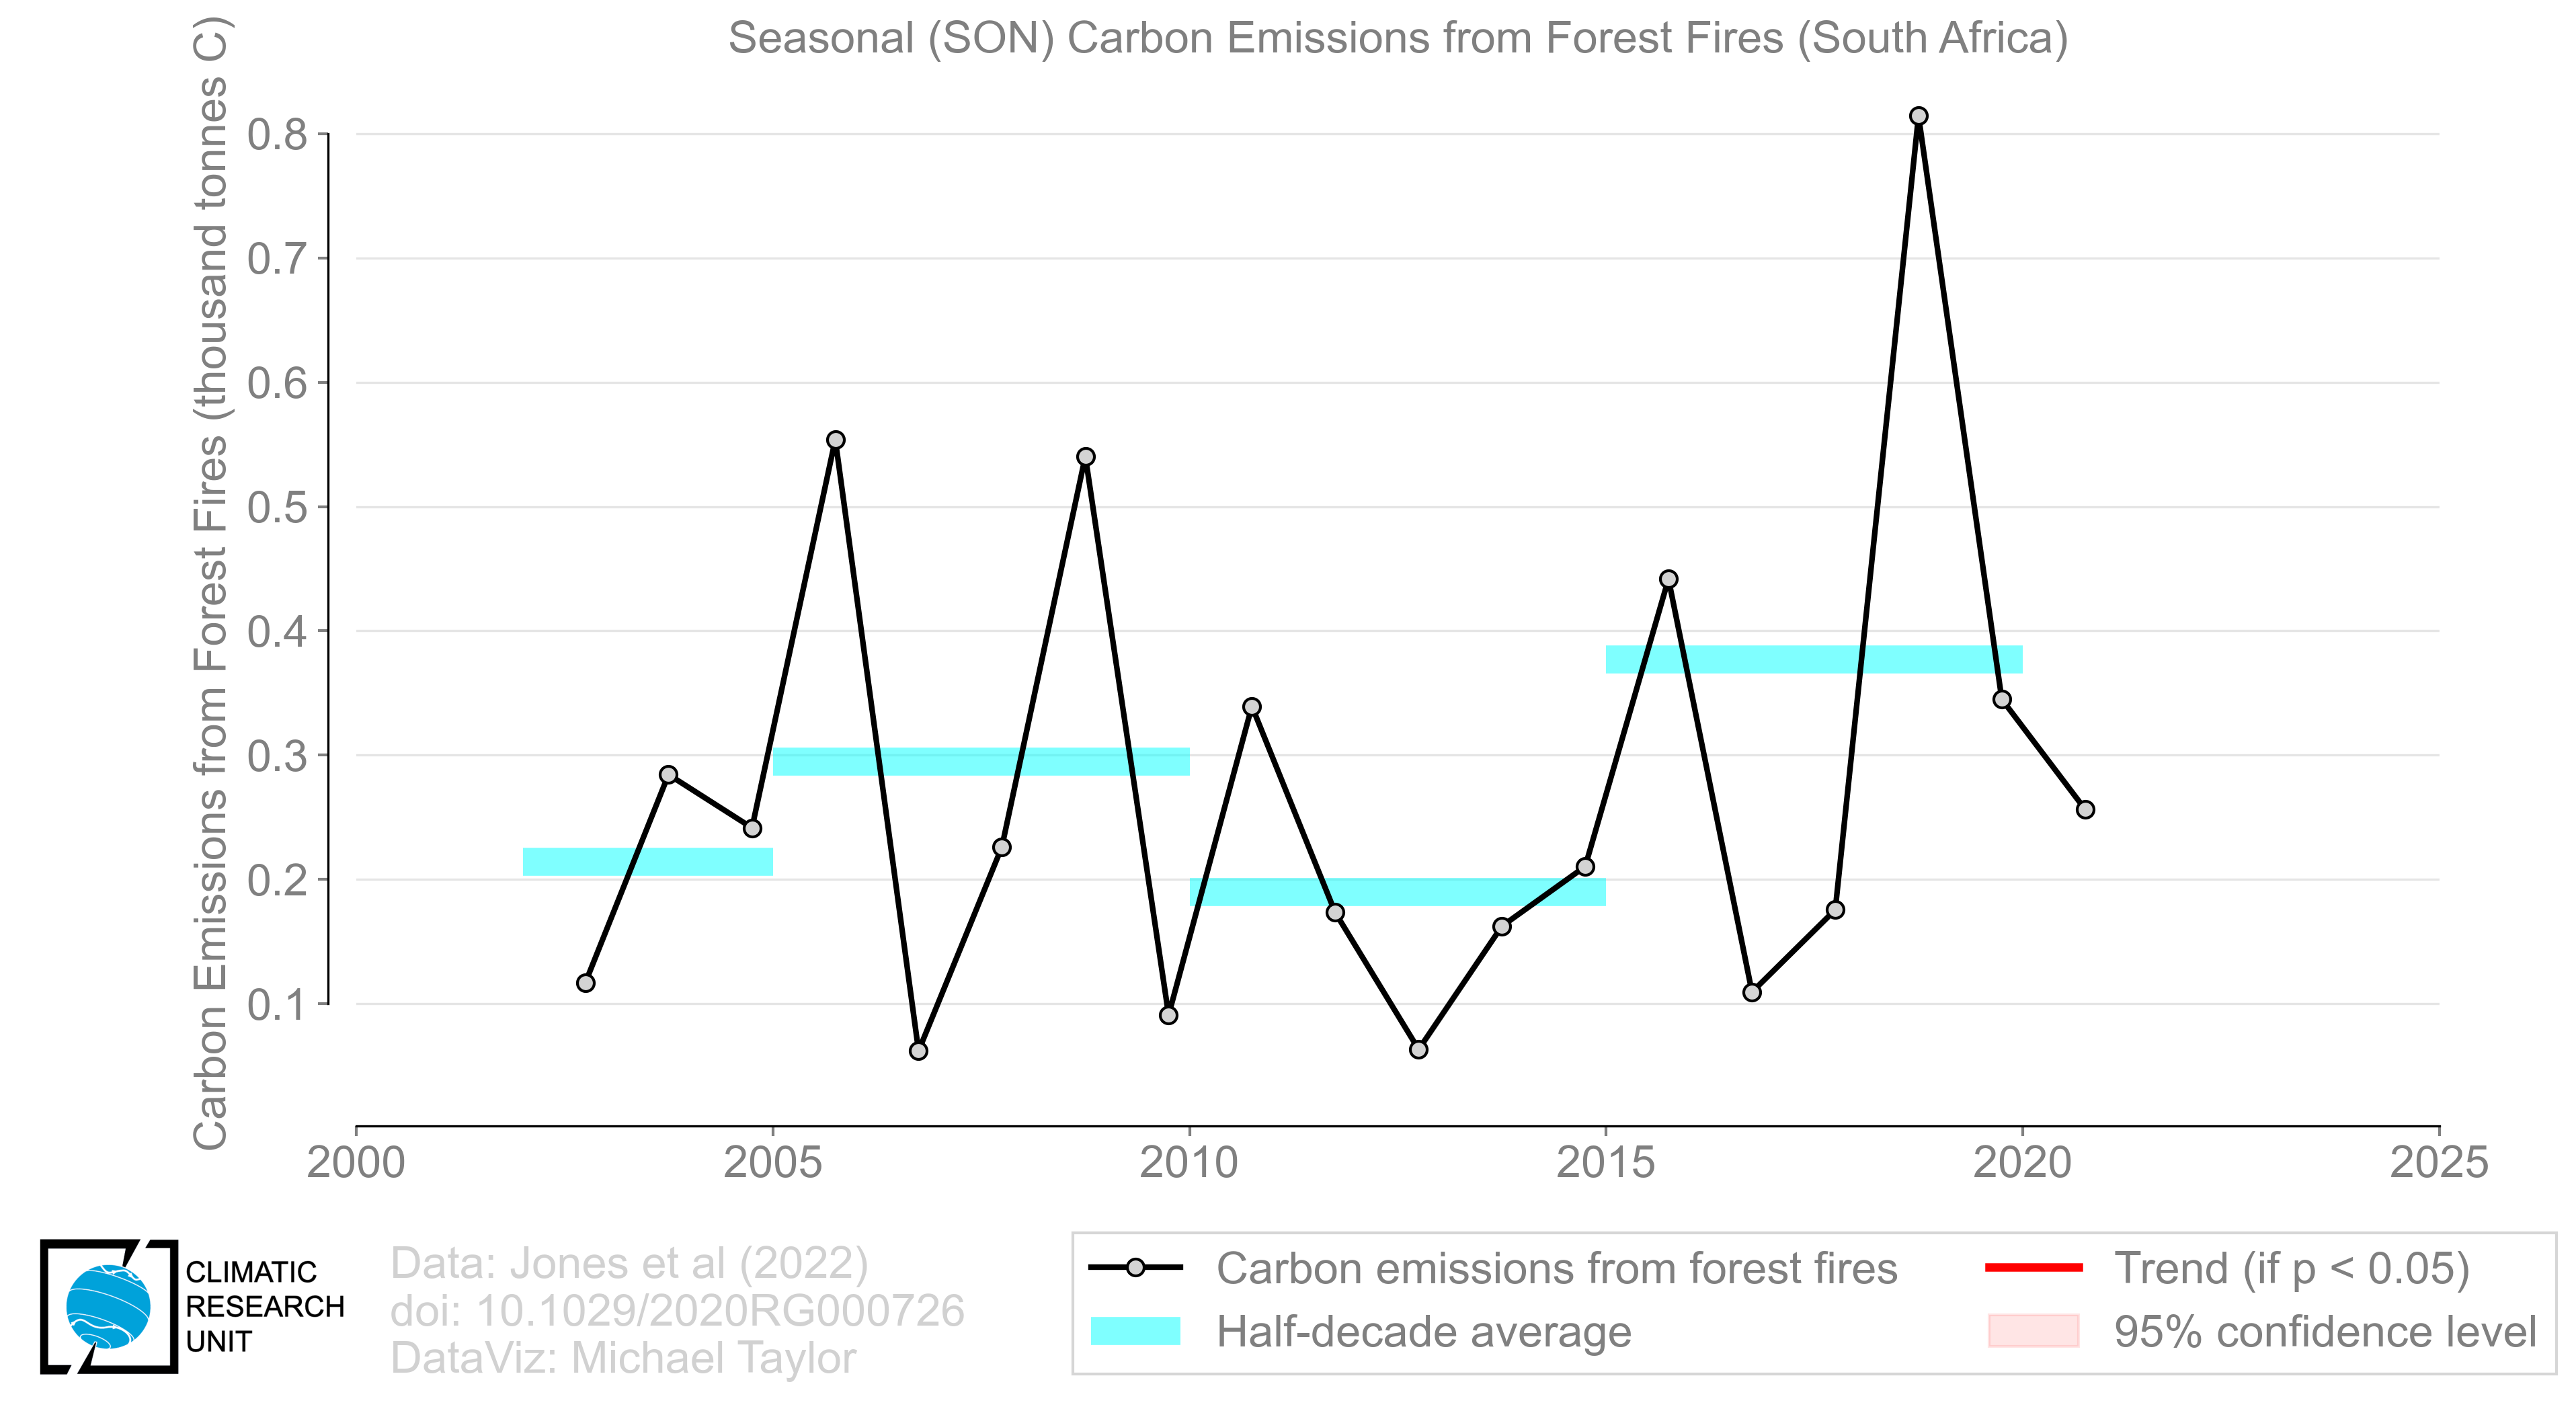 Seasonal (SON) Carbon Emissions from Forest Fires (South Africa)
Carbon Emissions from Forest Fires (thousand tonnes C)
0.8
0.7
0.6
0.5
0.4
0.3
0.2
0.1
2000 2005 2010 2015 2020 2025
CLIMATIC
RESEARCH
UNIT
Data: Jones et al (2022)
doi: 10.1029/2020RG000726
DataViz: Michael Taylor
Carbon emissions from forest fires
Half-decade average
Trend (if p < 0.05)
95% confidence level